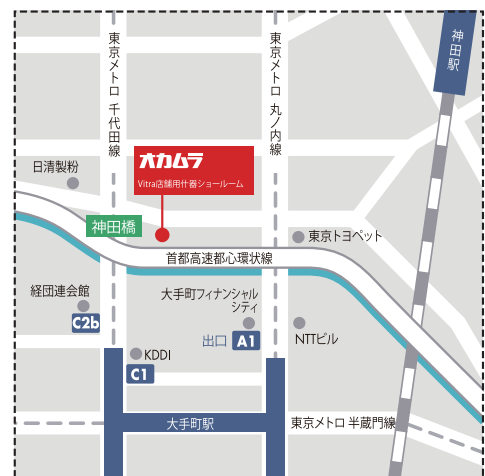 神田駅
東京メトロ 千代田線
東京メトロ 丸ノ内線
日清製粉
オカムラ
Vitra店舗用什器ショールーム
神田橋
東京トヨペット
首都高速都心環状線
経団連会館
C2b
大手町フィナンシャル
シティ
出口 A1
NTTビル
KDDI
C1
大手町駅
東京メトロ 半蔵門線